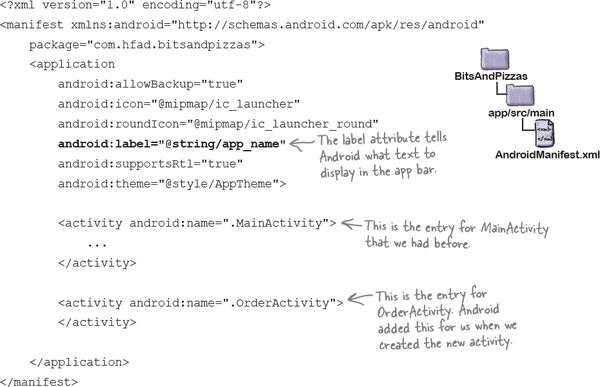 <?xml version="1.0" encoding="utf-8"?>
<manifest xmlns:android="http://schemas.android.com/apk/res/android"
package="com.hfad.bitsandpizzas">
<application
android:allowBackup="true"
android:icon="@mipmap/ic_launcher"
android:roundIcon="@mipmap/ic_launcher_round"
android:label="@string/app_name"
android:supportsRtl="true"
android:theme="@style/AppTheme">
The label attribute tells
Android what text to
display in the app bar.
BitsAndPizzas
app/src/main
<xml>
</xml>
AndroidManifest.xml
<activity android:name=".MainActivity">
...
</activity>
This is the entry for MainActivity
that we had before.
<activity android:name=".OrderActivity">
</activity>
This is the entry for
OrderActivity. Android
added this for us when we
created the new activity.
</application>
</manifest>